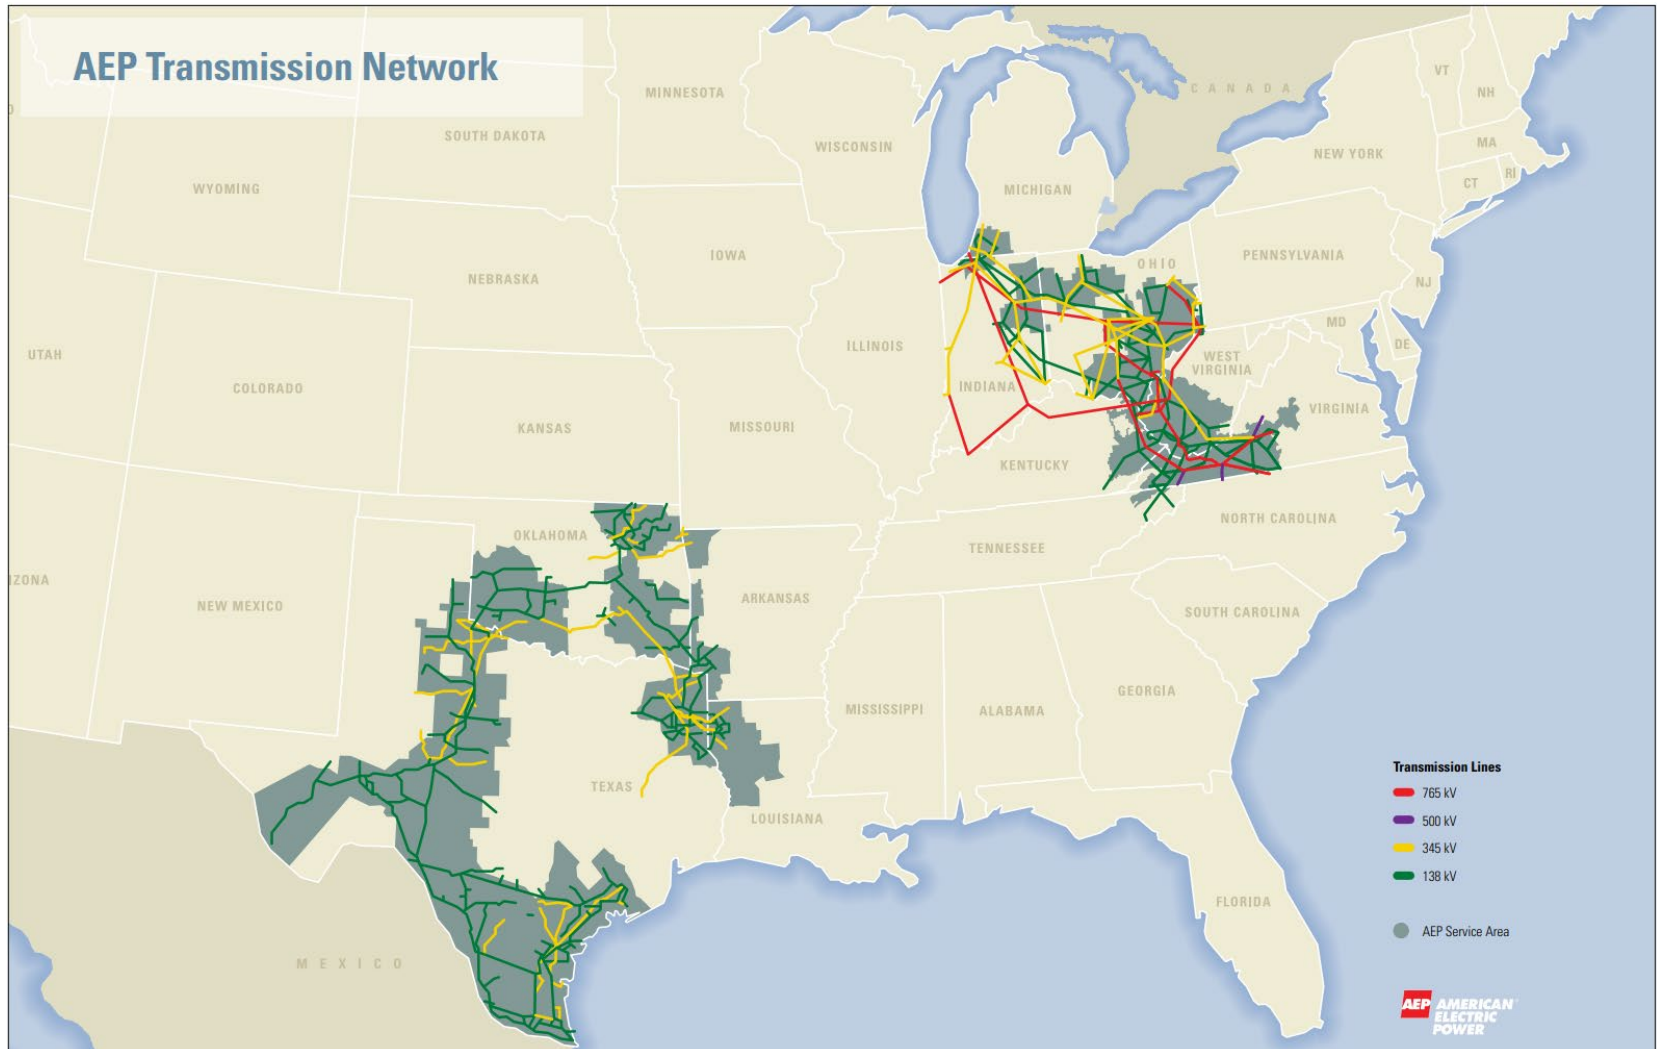 AEP Transmission Network
MINNESOTA
CANADA
VT
NH
SOUTH DAKOTA
WISCONSIN
MA
NEW YORK
WYOMING
MICHIGAN
CT
RI
IOWA
OHIO
PENNSYLVANIA
NEBRASKA
NJ
MD
UTAH
ILLINOIS
DE
WEST
VIRGINIA
COLORADO
INDIANA
VIRGINIA
KANSAS
MISSOURI
KENTUCKY
NORTH CAROLINA
OKLAHOMA
TENNESSEE
IZONA
NEW MEXICO
ARKANSAS
SOUTH CAROLINA
GEORGIA
MISSISSIPPI
ALABAMA
TEXAS
LOUISIANA
FLORIDA
MEXICO
Transmission Lines
765 kV
500 kV
345 kV
138 kV
AEP Service Area
AEP AMERICAN
ELECTRIC
POWER